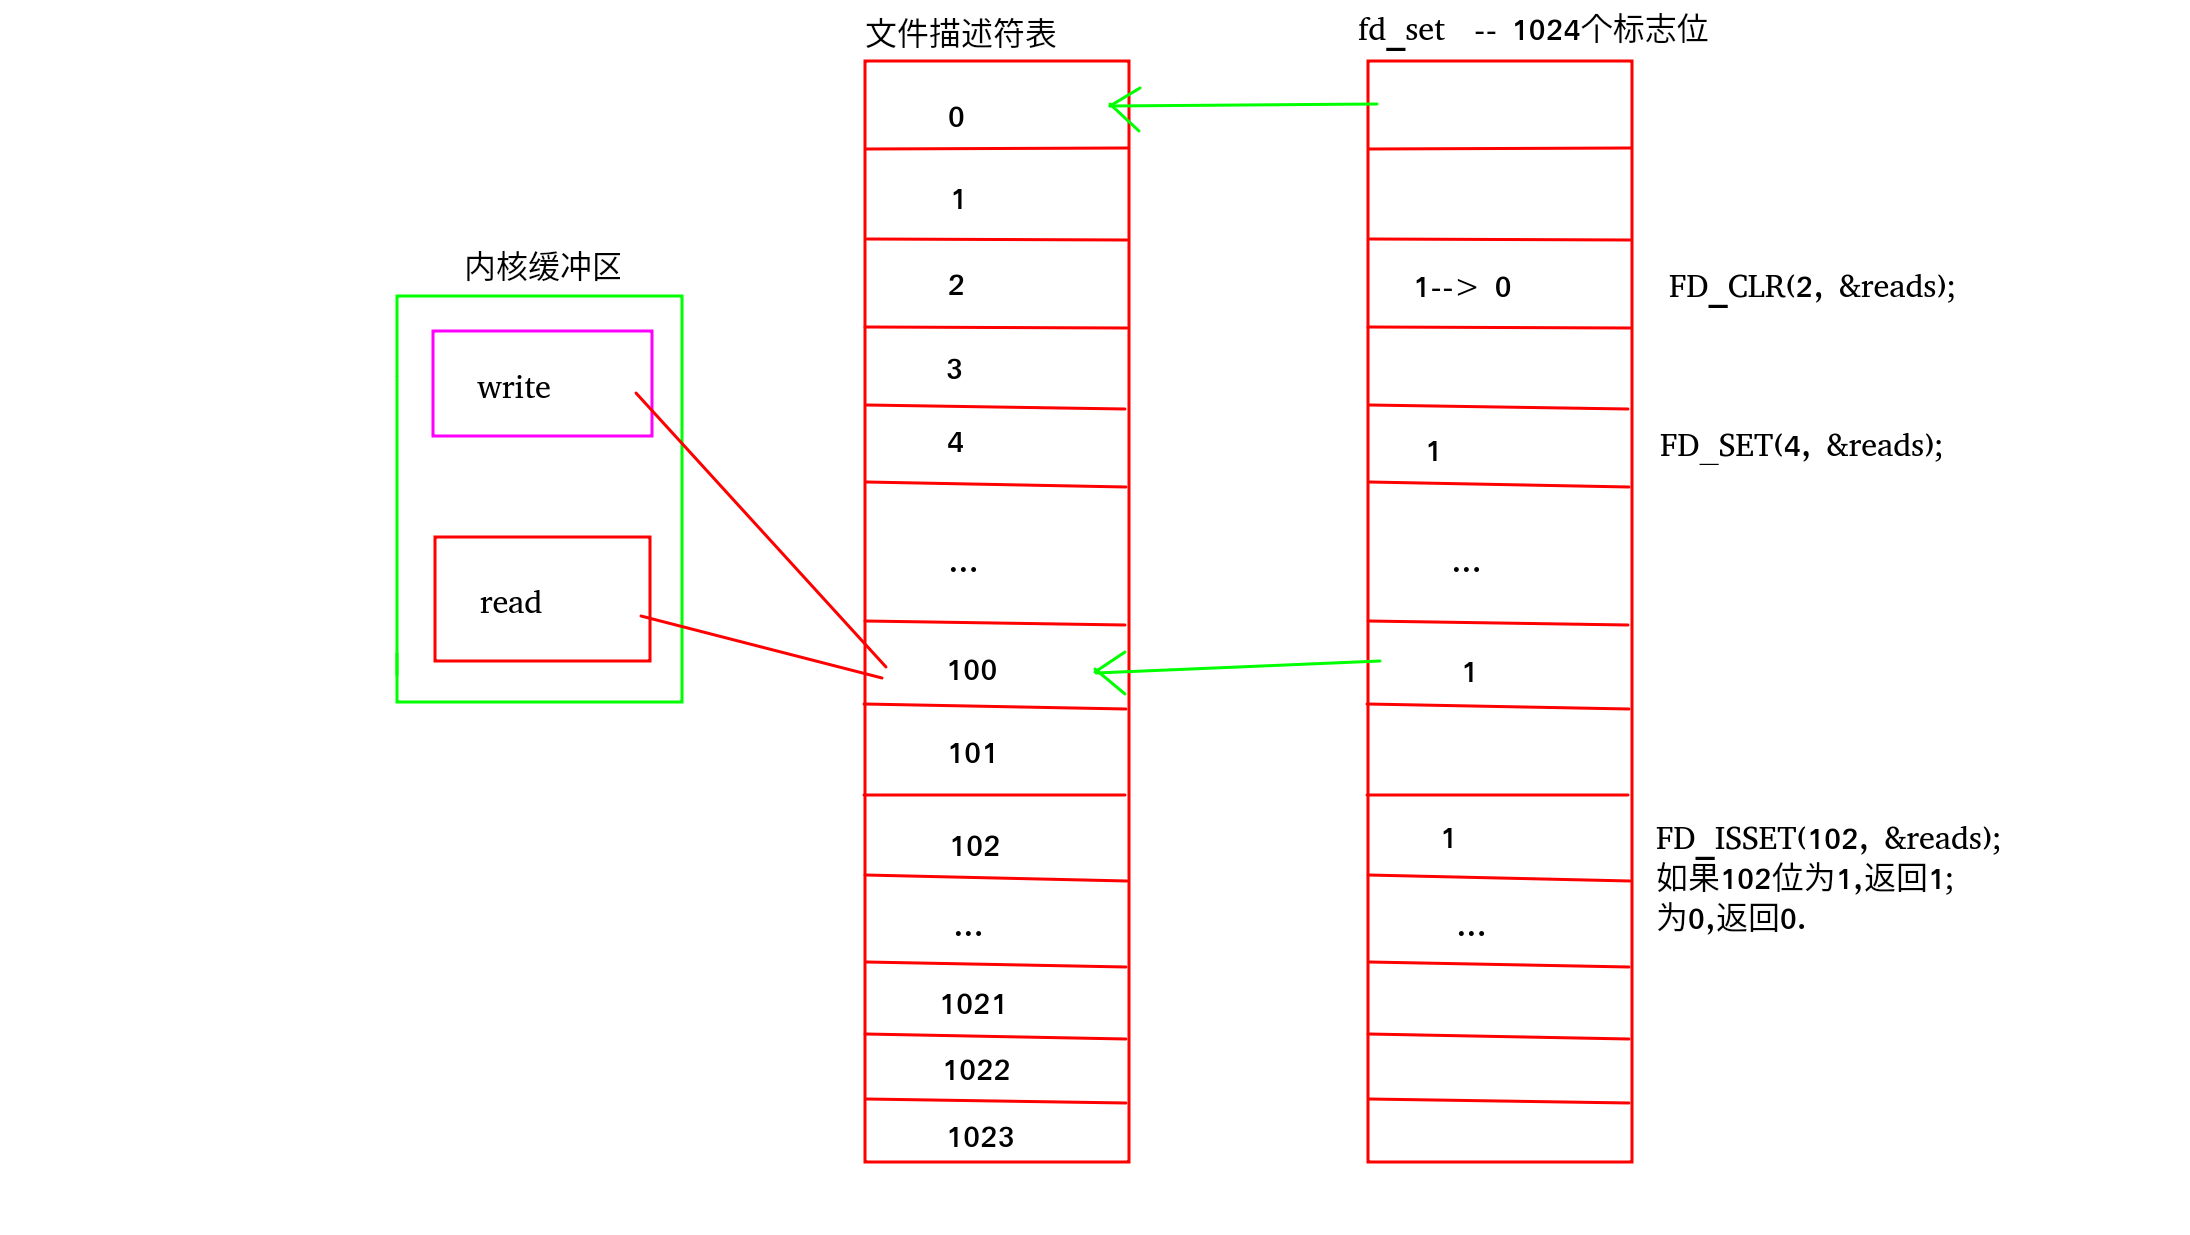 文件描述符表
fd_set -- 1024个标志位
内核缓冲区
write
read
0
1
2
3
4
...
100
101
102
...
1021
1022
1023
1--> 0
1
...
1
1
...
FD_CLR(2, &reads);
FD_SET(4, &reads);
FD_ISSET(102, &reads);
如果102位为1,返回1;
为0,返回0.